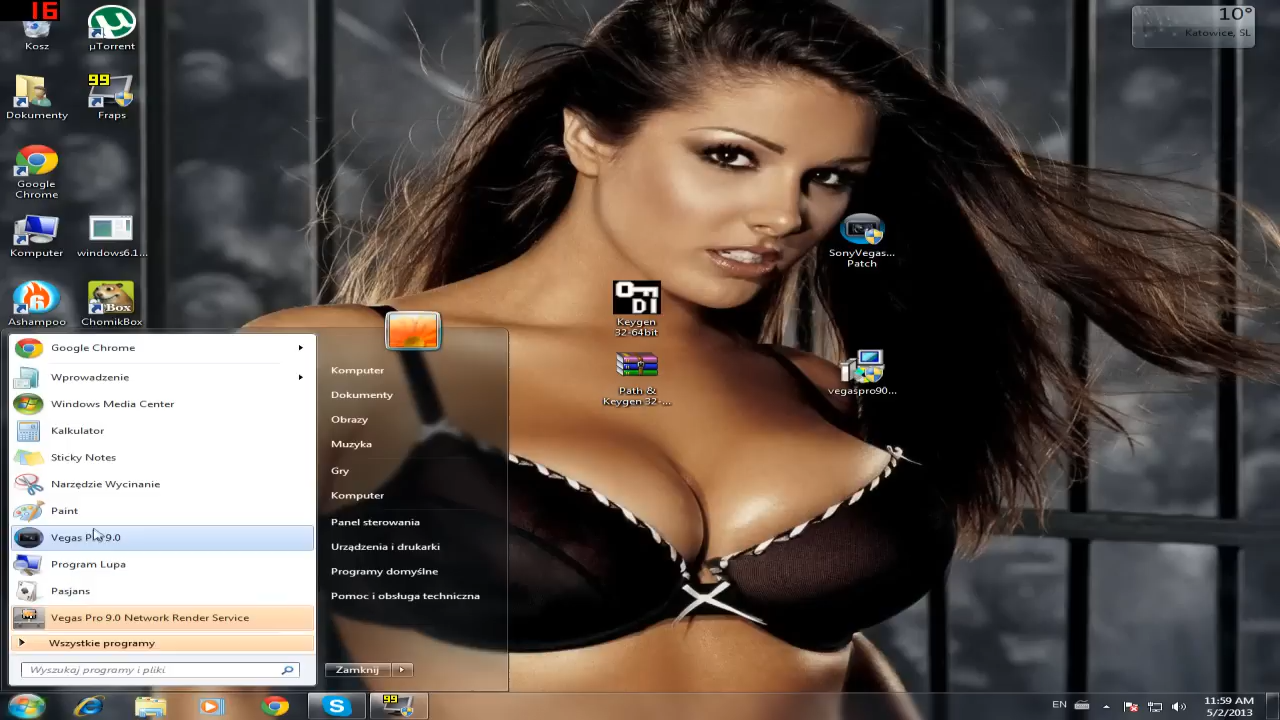 16
Kosz
µTorrent
10°
Katowice, SL
99
Dokumenty
Fraps
Google
Chrome
Komputer
windows6.1...
SonyVegas...
Patch
Ashampoo
ChomikBox
Box
DI
Keygen
32-64bit
Path &
Keygen 32-...
vegaspro90...
Google Chrome
Wprowadzenie
Windows Media Center
Kalkulator
Sticky Notes
Narzędzie Wycinanie
Paint
Vegas Pro 9.0
Program Lupa
Pasjans
Vegas Pro 9.0 Network Render Service
Wszystkie programy
Wyszukaj programy i pliki
Komputer
Dokumenty
Obrazy
Muzyka
Gry
Komputer
Panel sterowania
Urządzenia i drukarki
Programy domyślne
Pomoc i obsługa techniczna
Zamknij
99
EN
11:59 AM
5/2/2013